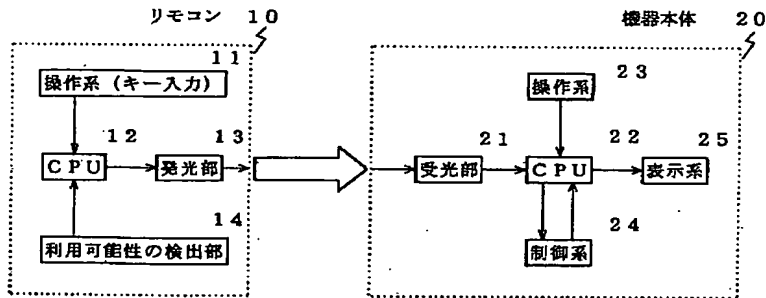 リモコン 10
機器本体 20
11
操作系（キー入力）
12
13
CPU
発光部
14
利用可能性の検出部
23
操作系
21
22
25
受光部
CPU
表示系
24
制御系